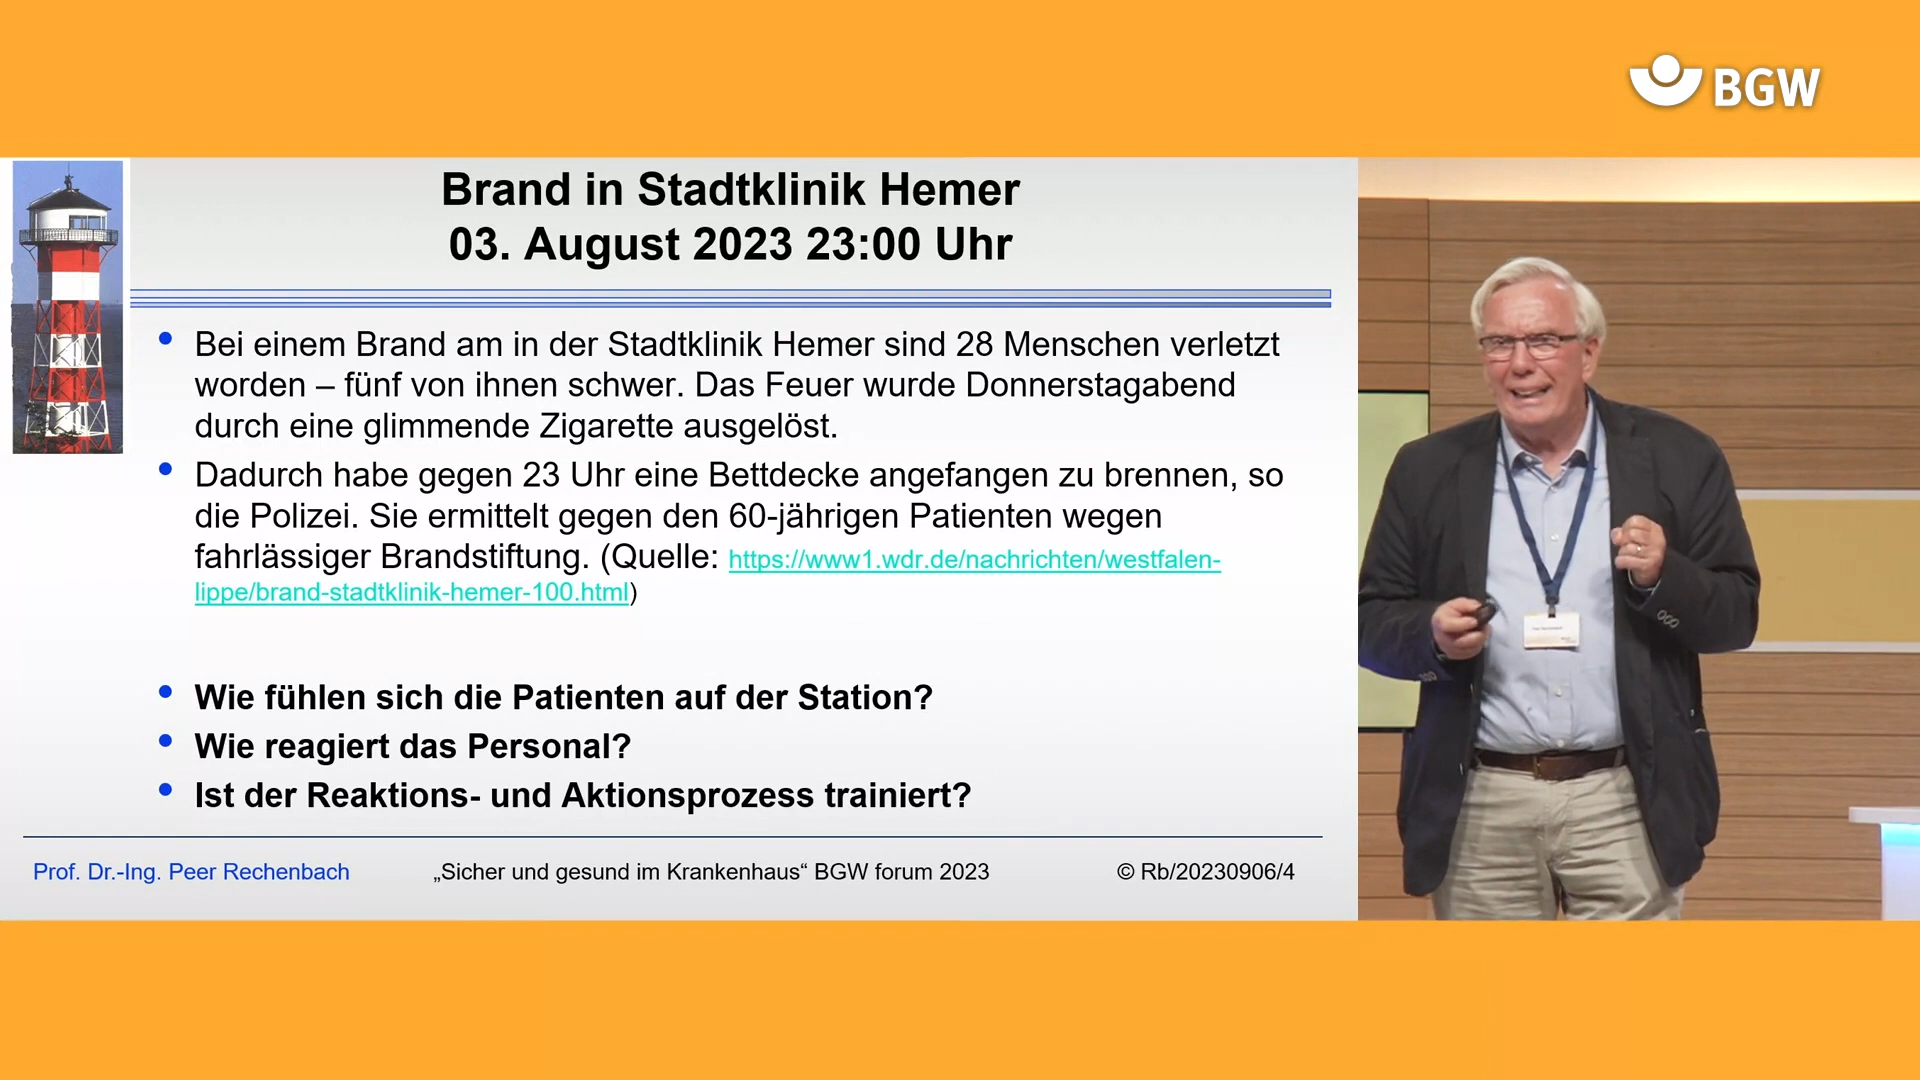 BGW
Brand in Stadtklinik Hemer
03. August 2023 23:00 Uhr
• Bei einem Brand am in der Stadtklinik Hemer sind 28 Menschen verletzt
worden – fünf von ihnen schwer. Das Feuer wurde Donnerstagabend
durch eine glimmende Zigarette ausgelöst.
• Dadurch habe gegen 23 Uhr eine Bettdecke angefangen zu brennen, so
die Polizei. Sie ermittelt gegen den 60-jährigen Patienten wegen
fahrlässiger Brandstiftung. (Quelle: https://www1.wdr.de/nachrichten/westfalen-
lippe/brand-stadtklinik-hemer-100.html)
• Wie fühlen sich die Patienten auf der Station?
• Wie reagiert das Personal?
• Ist der Reaktions- und Aktionsprozess trainiert?
Prof. Dr.-Ing. Peer Rechenbach „Sicher und gesund im Krankenhaus“ BGW forum 2023 © Rb/20230906/4